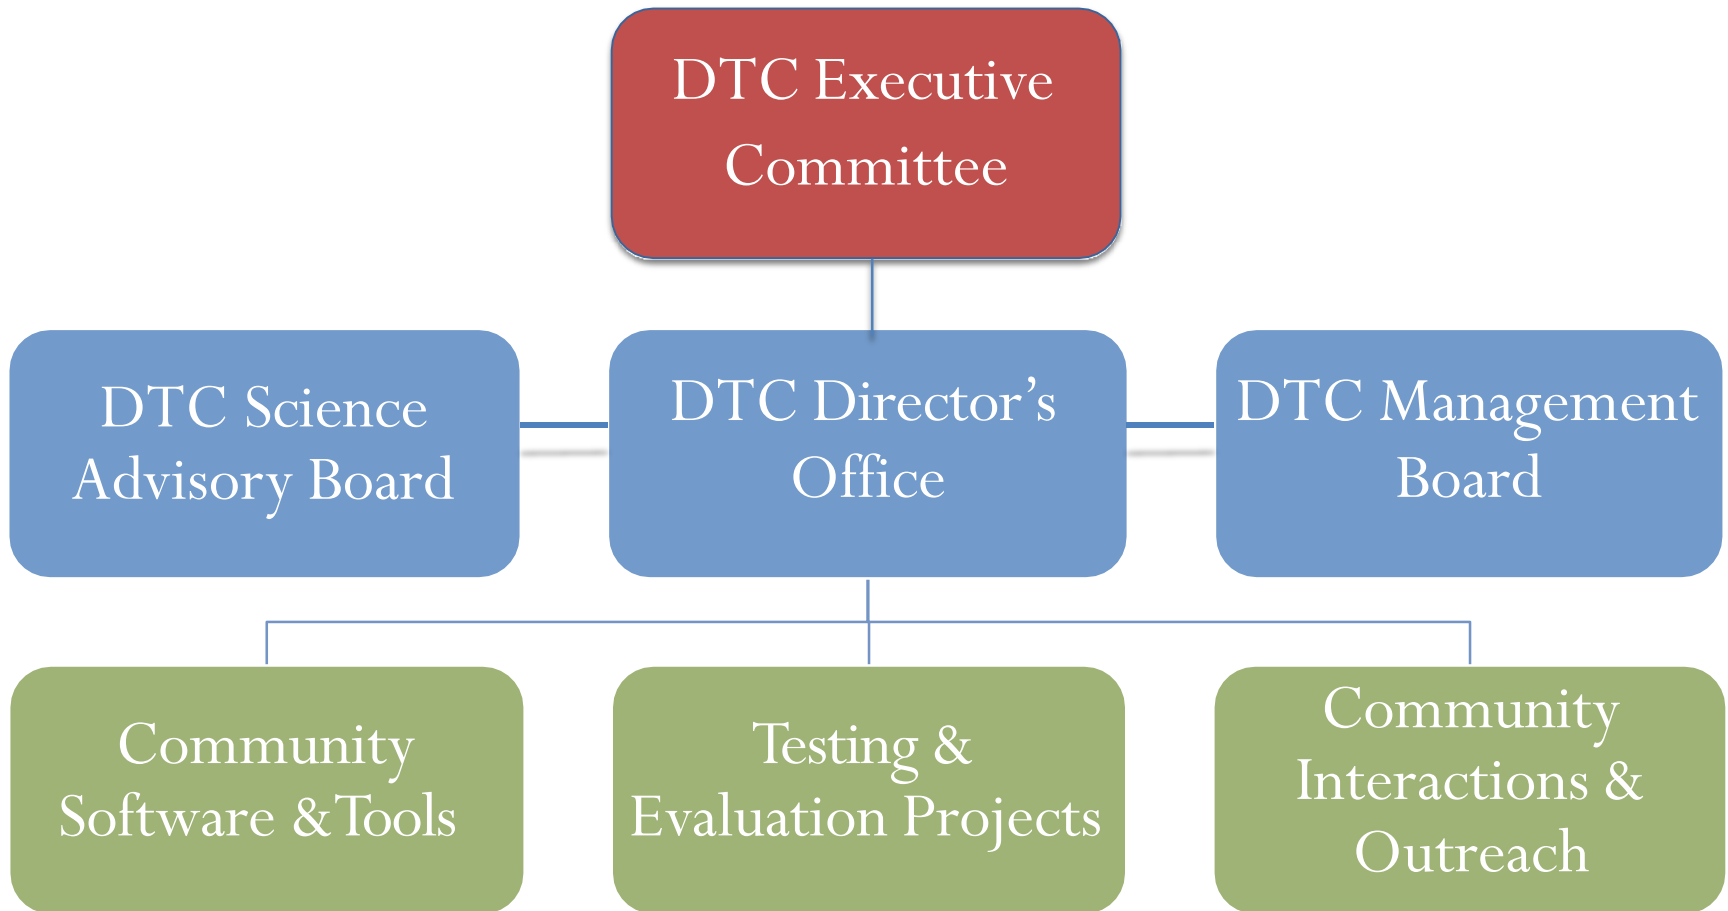 DTC Executive
Committee
DTC Science
Advisory Board
DTC Director’s
Office
DTC Management
Board
Community
Software & Tools
Testing &
Evaluation Projects
Community
Interactions &
Outreach